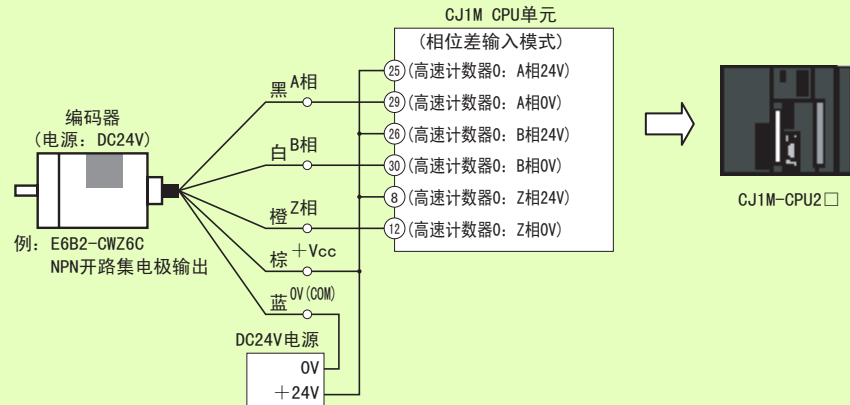 CJ1M CPU单元
(相位差输入模式)
25 (高速计数器0: A相24V)
黑 A相
29 (高速计数器0: A相0V)
编码器
(电源: DC24V)
26 (高速计数器0: B相24V)
白 B相
30 (高速计数器0: B相0V)
8 (高速计数器0: Z相24V)
橙 Z相
12 (高速计数器0: Z相0V)
CJ1M-CPU2□
例: E6B2-CWZ6C
NPN开路集电极输出
棕 +Vcc
蓝 0V(COM)
DC24V电源
0V
+24V